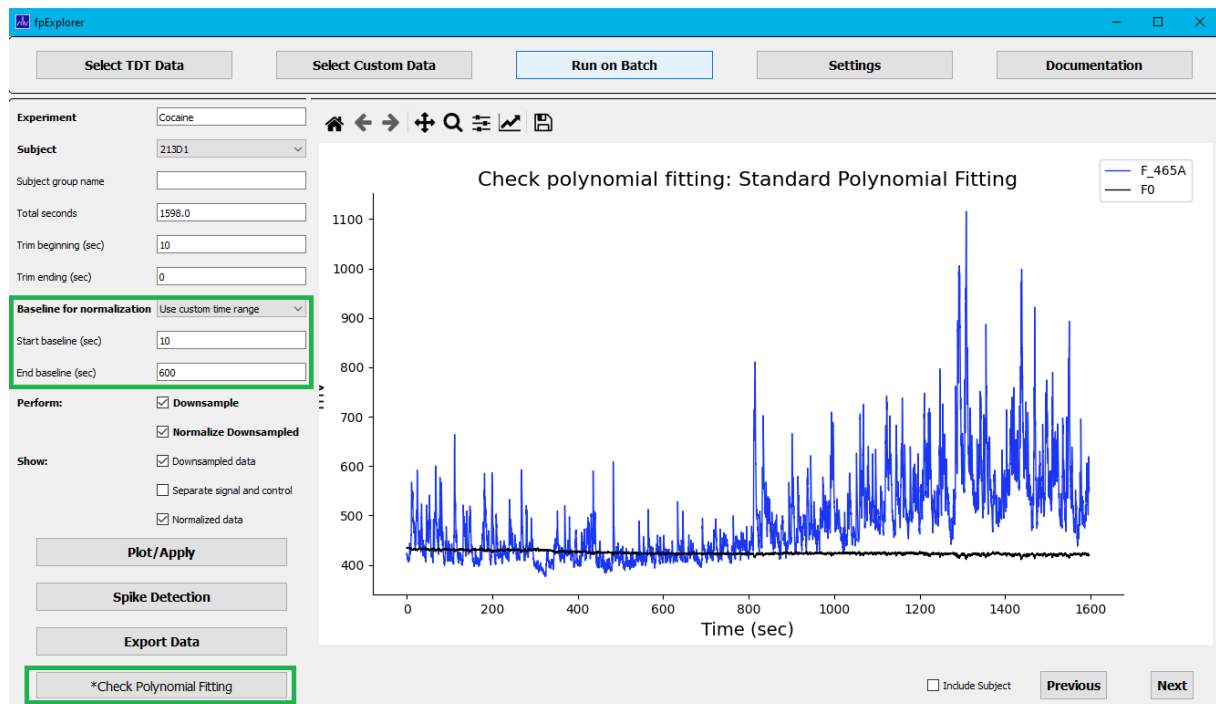 fpExplorer
Select TDT Data
Select Custom Data
Run on Batch
Settings
Documentation
Experiment
Cocaine
Subject
213D1
Subject group name
Total seconds
1598.0
Trim beginning (sec)
10
Trim ending (sec)
0
Baseline for normalization
Use custom time range
Start baseline (sec)
10
End baseline (sec)
600
Perform:
Downsample
Normalize Downsampled
Show:
Downsampled data
Separate signal and control
Normalized data
Plot/Apply
Spike Detection
Export Data
*Check Polynomial Fitting
Check polynomial fitting: Standard Polynomial Fitting
F_465A
F0
1100
1000
900
800
700
600
500
400
0
200
400
600
800
1000
1200
1400
1600
Time (sec)
Include Subject
Previous
Next